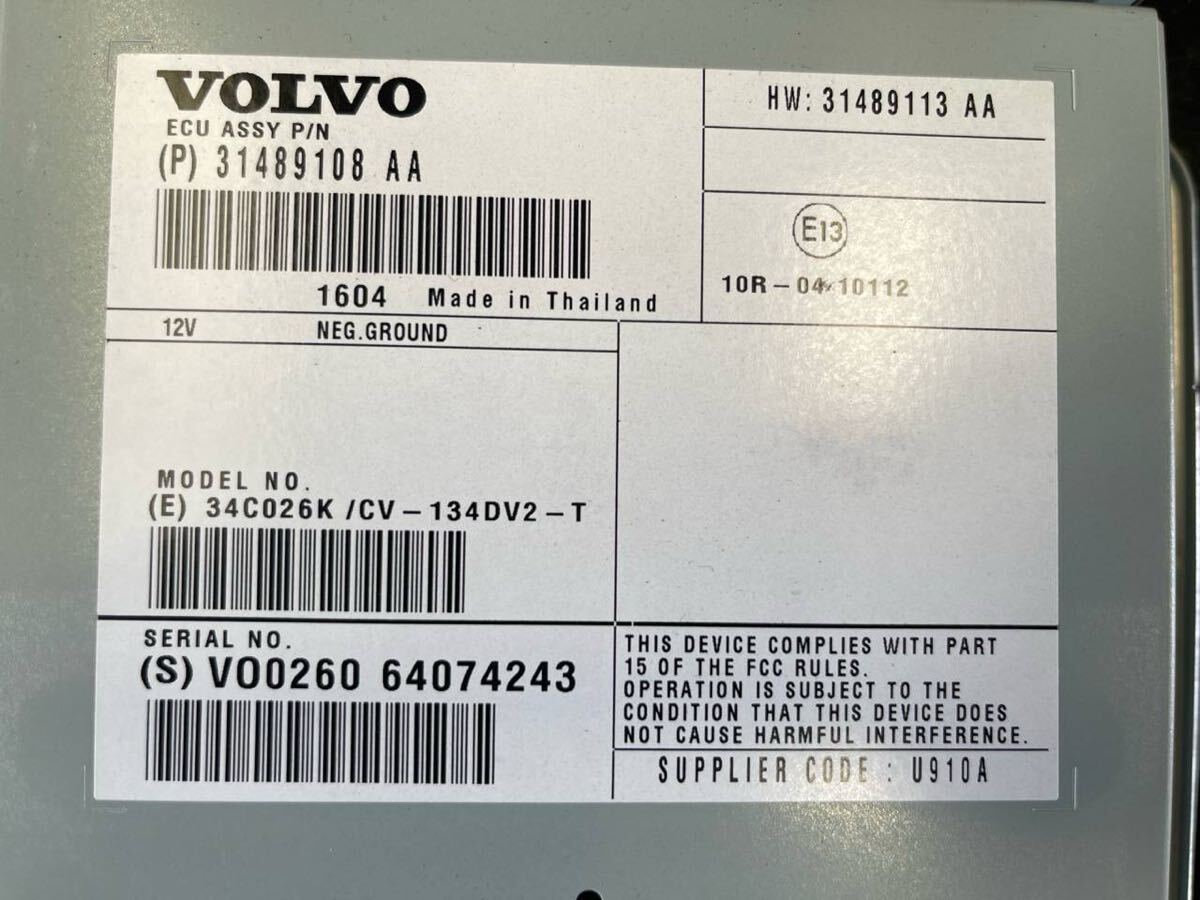 VOLVO
ECU ASSY P/N
(P) 31489108 AA
1604 Made in Thailand
HW: 31489113 AA
E13
10R-04 10112
12V NEG.GROUND
MODEL NO.
(E) 34C026K /CV-134DV2-T
SERIAL NO.
(S) VO0260 64074243
THIS DEVICE COMPLIES WITH PART
15 OF THE FCC RULES.
OPERATION IS SUBJECT TO THE
CONDITION THAT THIS DEVICE DOES
NOT CAUSE HARMFUL INTERFERENCE.
SUPPLIER CODE : U910A